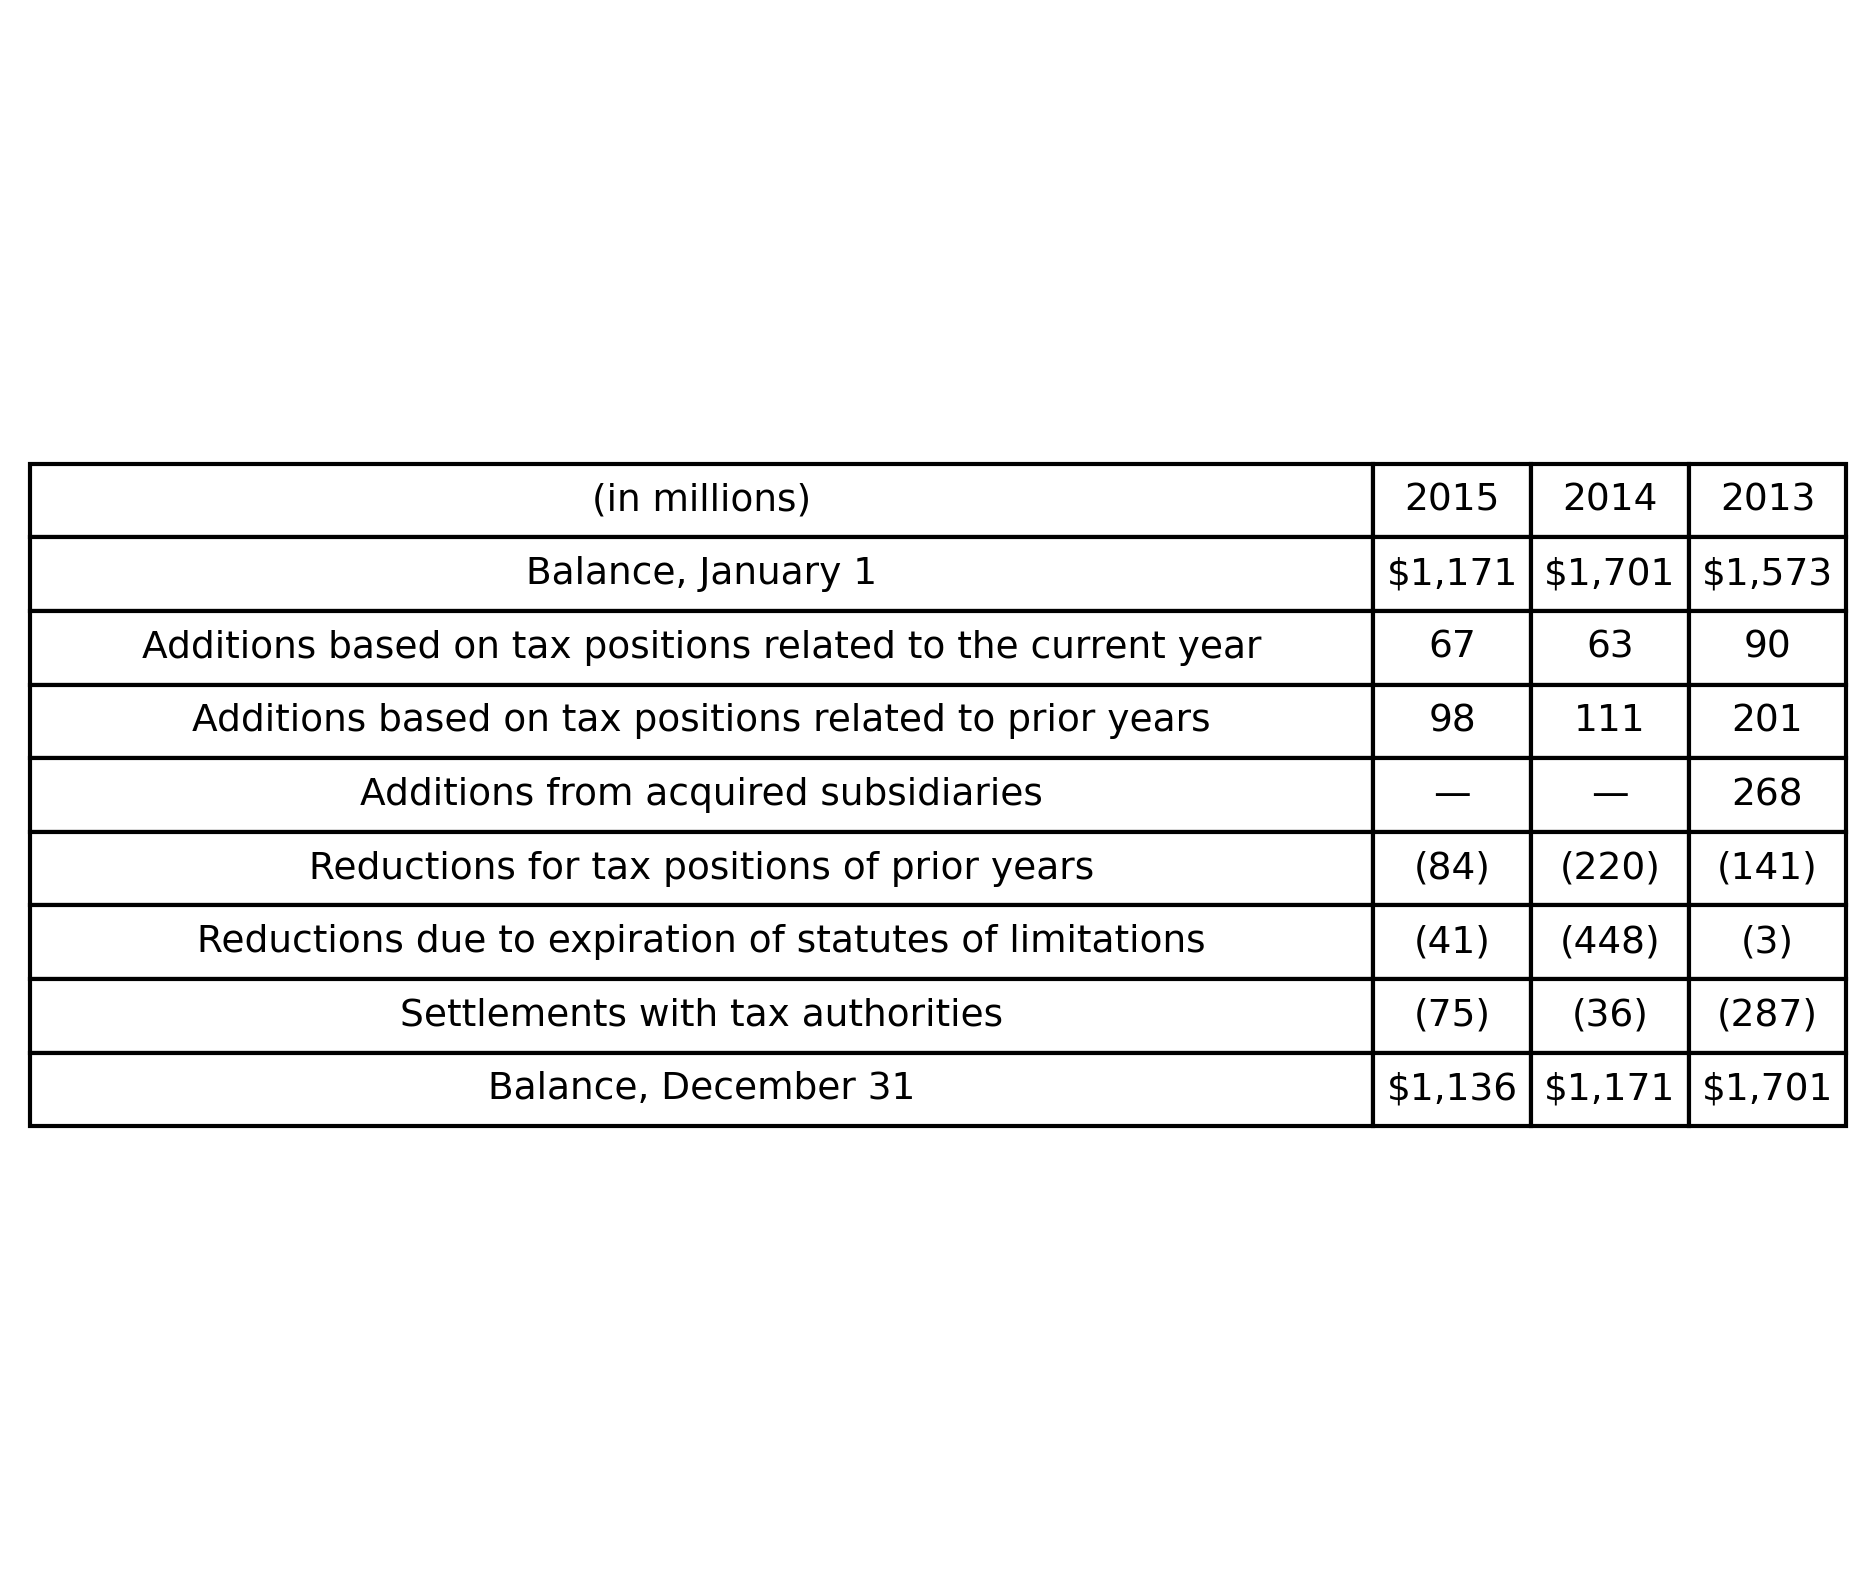 (in millions) 2015 2014 2013
Balance, January 1 $1,171 $1,701 $1,573
Additions based on tax positions related to the current year 67 63 90
Additions based on tax positions related to prior years 98 111 201
Additions from acquired subsidiaries — — 268
Reductions for tax positions of prior years (84) (220) (141)
Reductions due to expiration of statutes of limitations (41) (448) (3)
Settlements with tax authorities (75) (36) (287)
Balance, December 31 $1,136 $1,171 $1,701